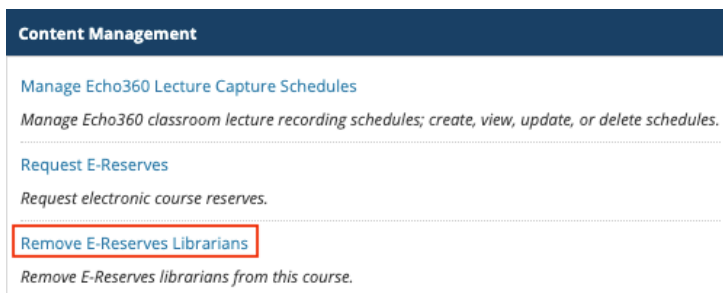 Content Management
Manage Echo360 Lecture Capture Schedules
Manage Echo360 classroom lecture recording schedules; create, view, update, or delete schedules.
Request E-Reserves
Request electronic course reserves.
Remove E-Reserves Librarians
Remove E-Reserves librarians from this course.